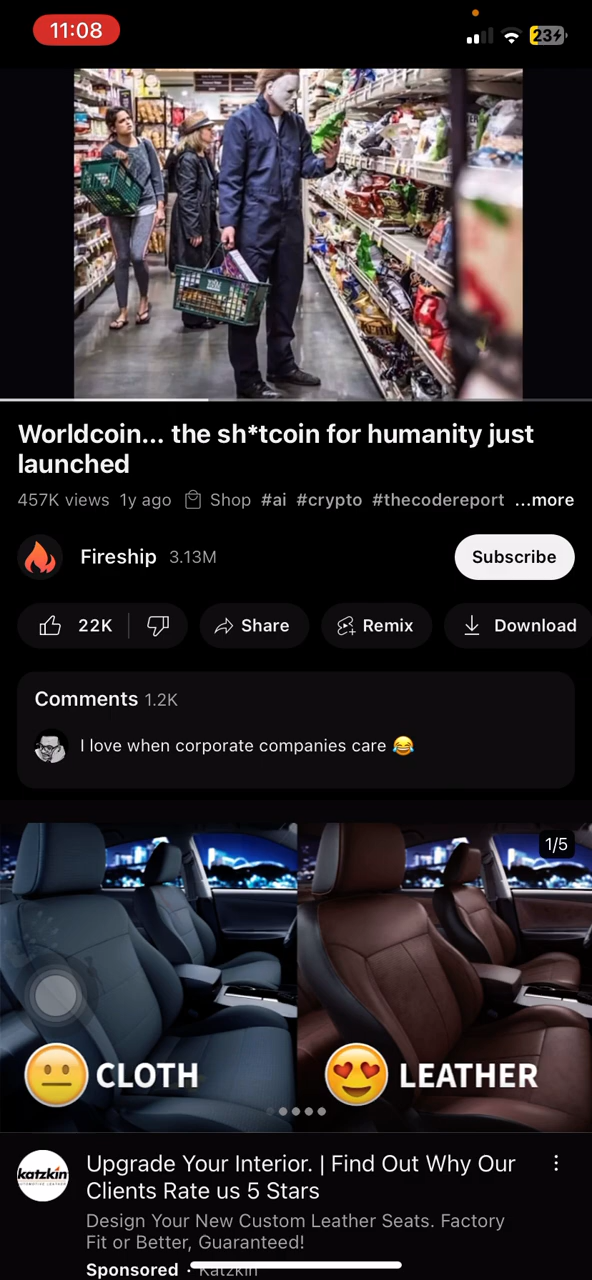 11:08
23
Worldcoin... the sh*tcoin for humanity just
launched
457K views 1y ago Shop #ai #crypto #thecodereport ...more
Fireship 3.13M
Subscribe
22K
Share
Remix
Download
Comments 1.2K
I love when corporate companies care 😂
1/5
CLOTH
LEATHER
katzkin
Upgrade Your Interior. | Find Out Why Our
Clients Rate us 5 Stars
Design Your New Custom Leather Seats. Factory
Fit or Better, Guaranteed!
Sponsored · Katzkin